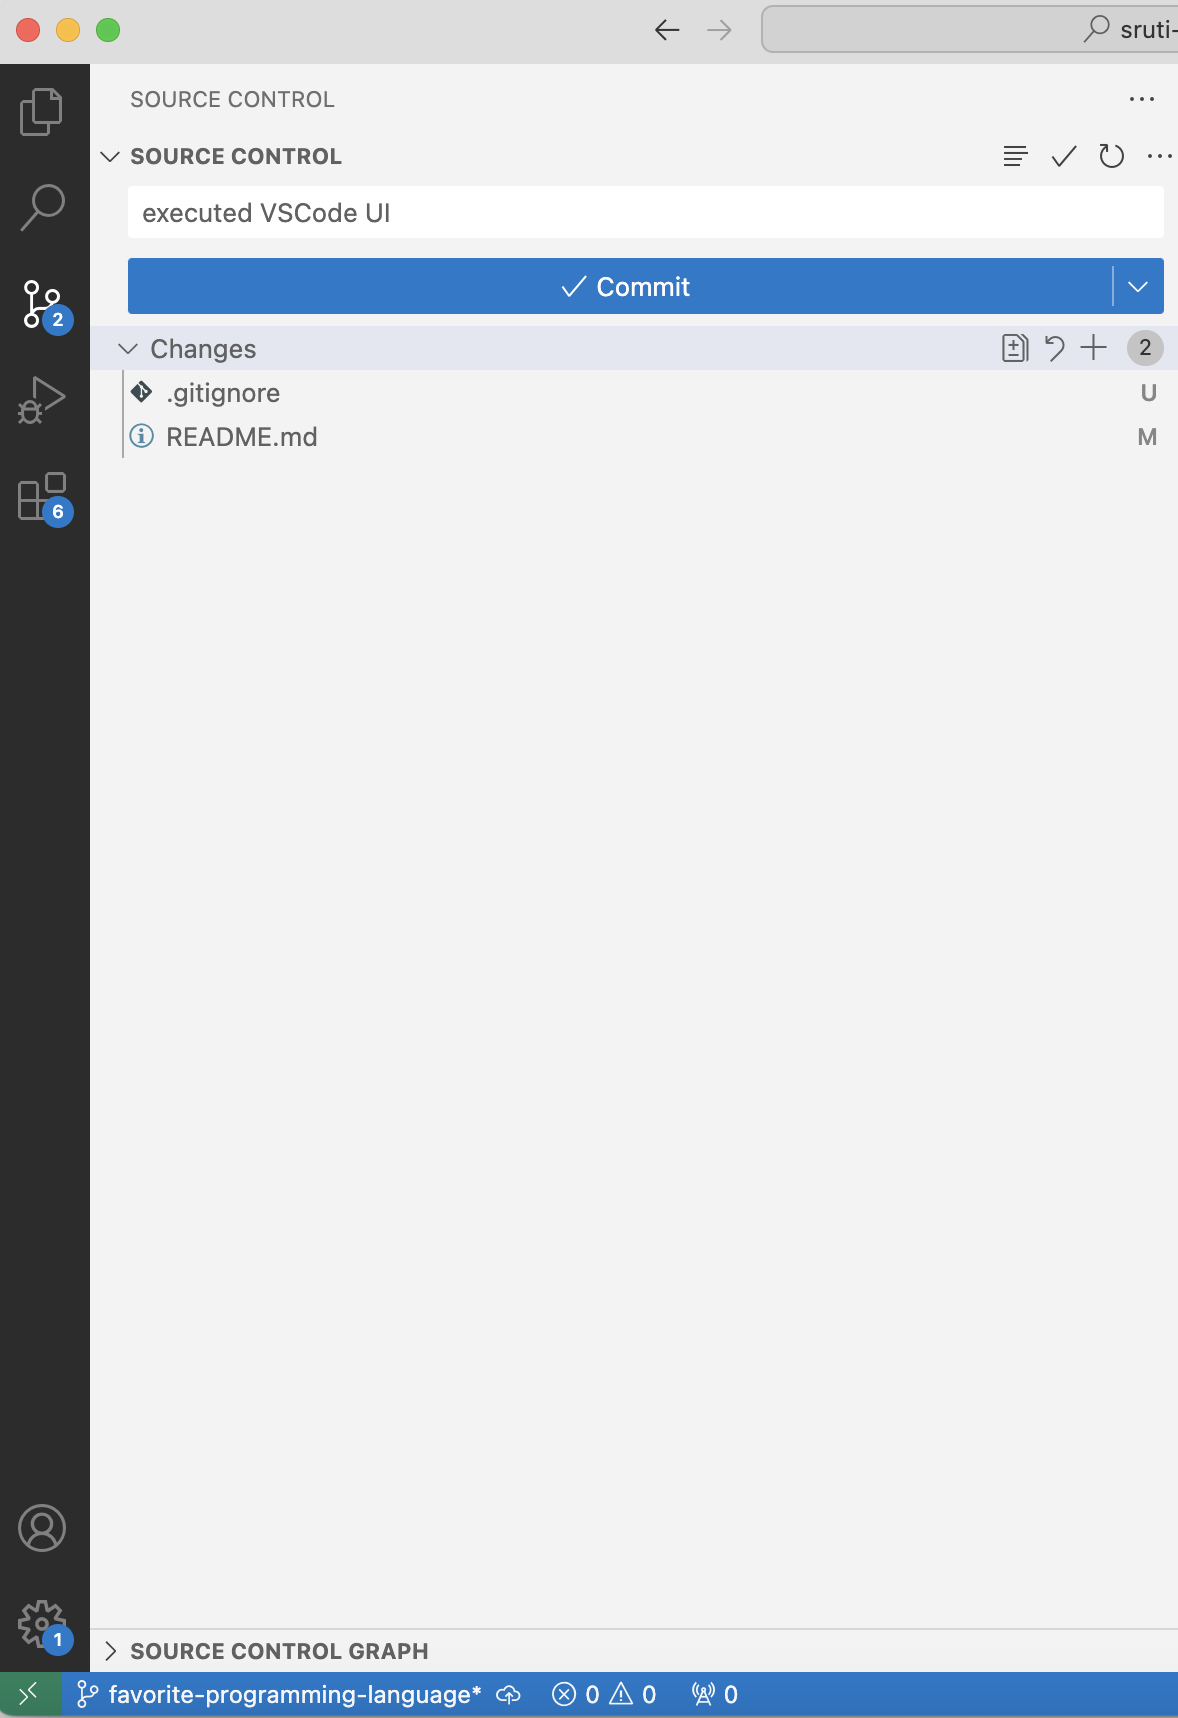 sruti-
SOURCE CONTROL
SOURCE CONTROL
executed VSCode UI
Commit
Changes 2
.gitignore U
README.md M
2
6
1
SOURCE CONTROL GRAPH
favorite-programming-language* 0 0 0